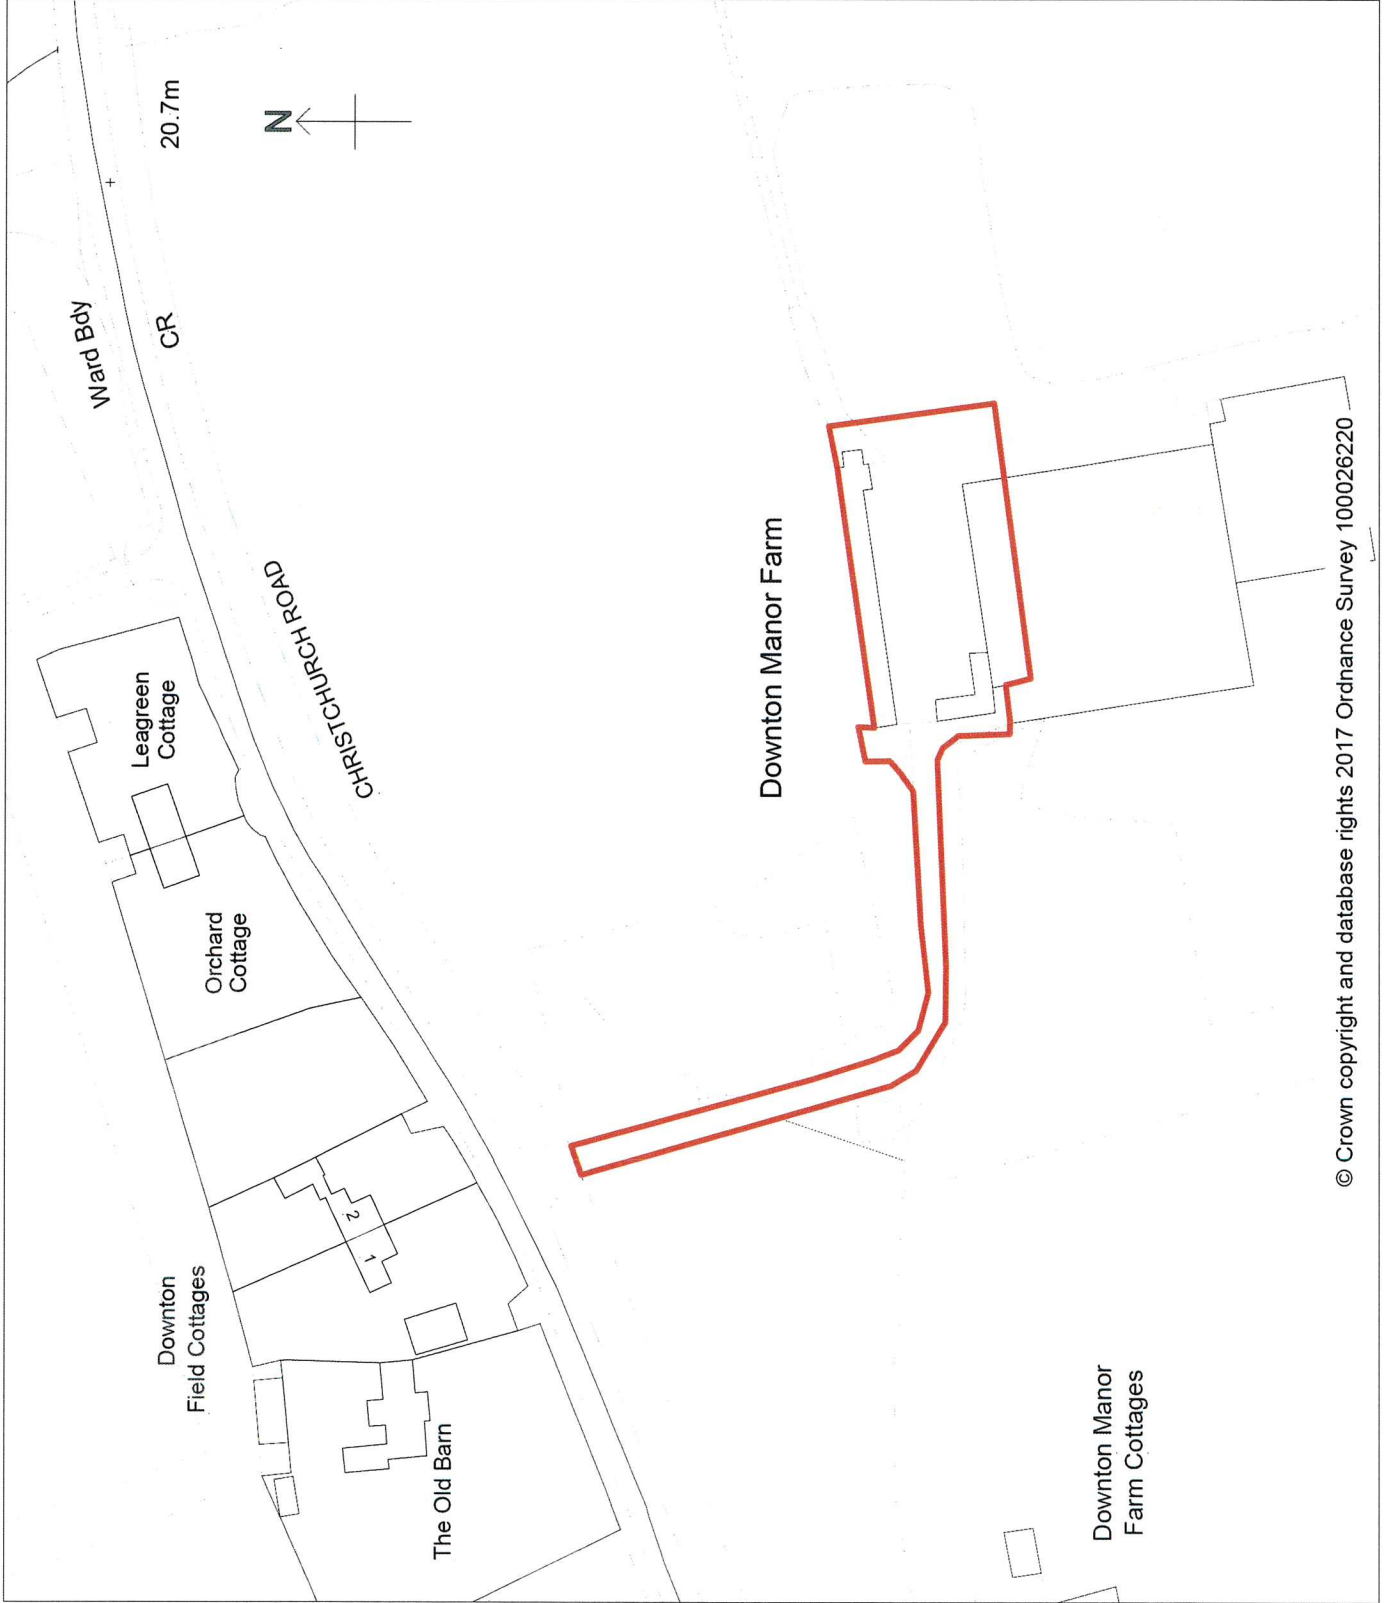 Ward Bdy
CR
20.7m
N
CHRISTCHURCH ROAD
Leagreen
Cottage
Orchard
Cottage
2
1
Downton
Field Cottages
The Old Barn
Downton Manor Farm
Downton Manor
Farm Cottages
© Crown copyright and database rights 2017 Ordnance Survey 100026220